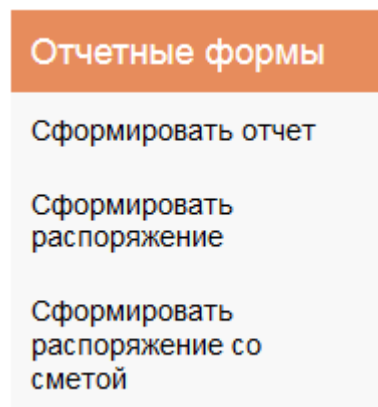 Отчетные формы
Сформировать отчет
Сформировать
распоряжение
Сформировать
распоряжение со
сметой